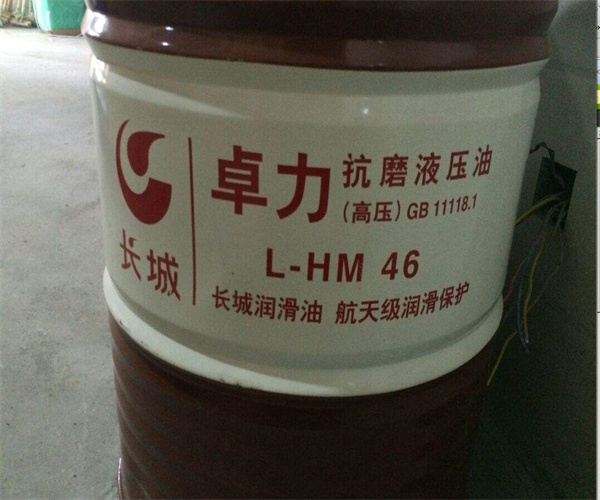 长城
卓力
抗磨液压油
(高压) GB 11118.1
L-HM 46
长城润滑油 航天级润滑保护